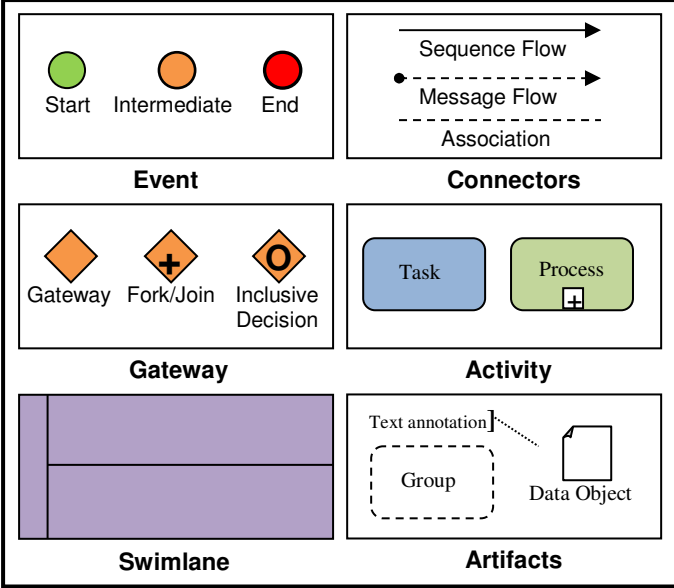 Start Intermediate End
Event
Sequence Flow
Message Flow
Association
Connectors
Gateway Fork/Join Inclusive
Decision
+ O
Gateway
Task Process
+
Activity
Swimlane
Text annotation]
Group
Data Object
Artifacts